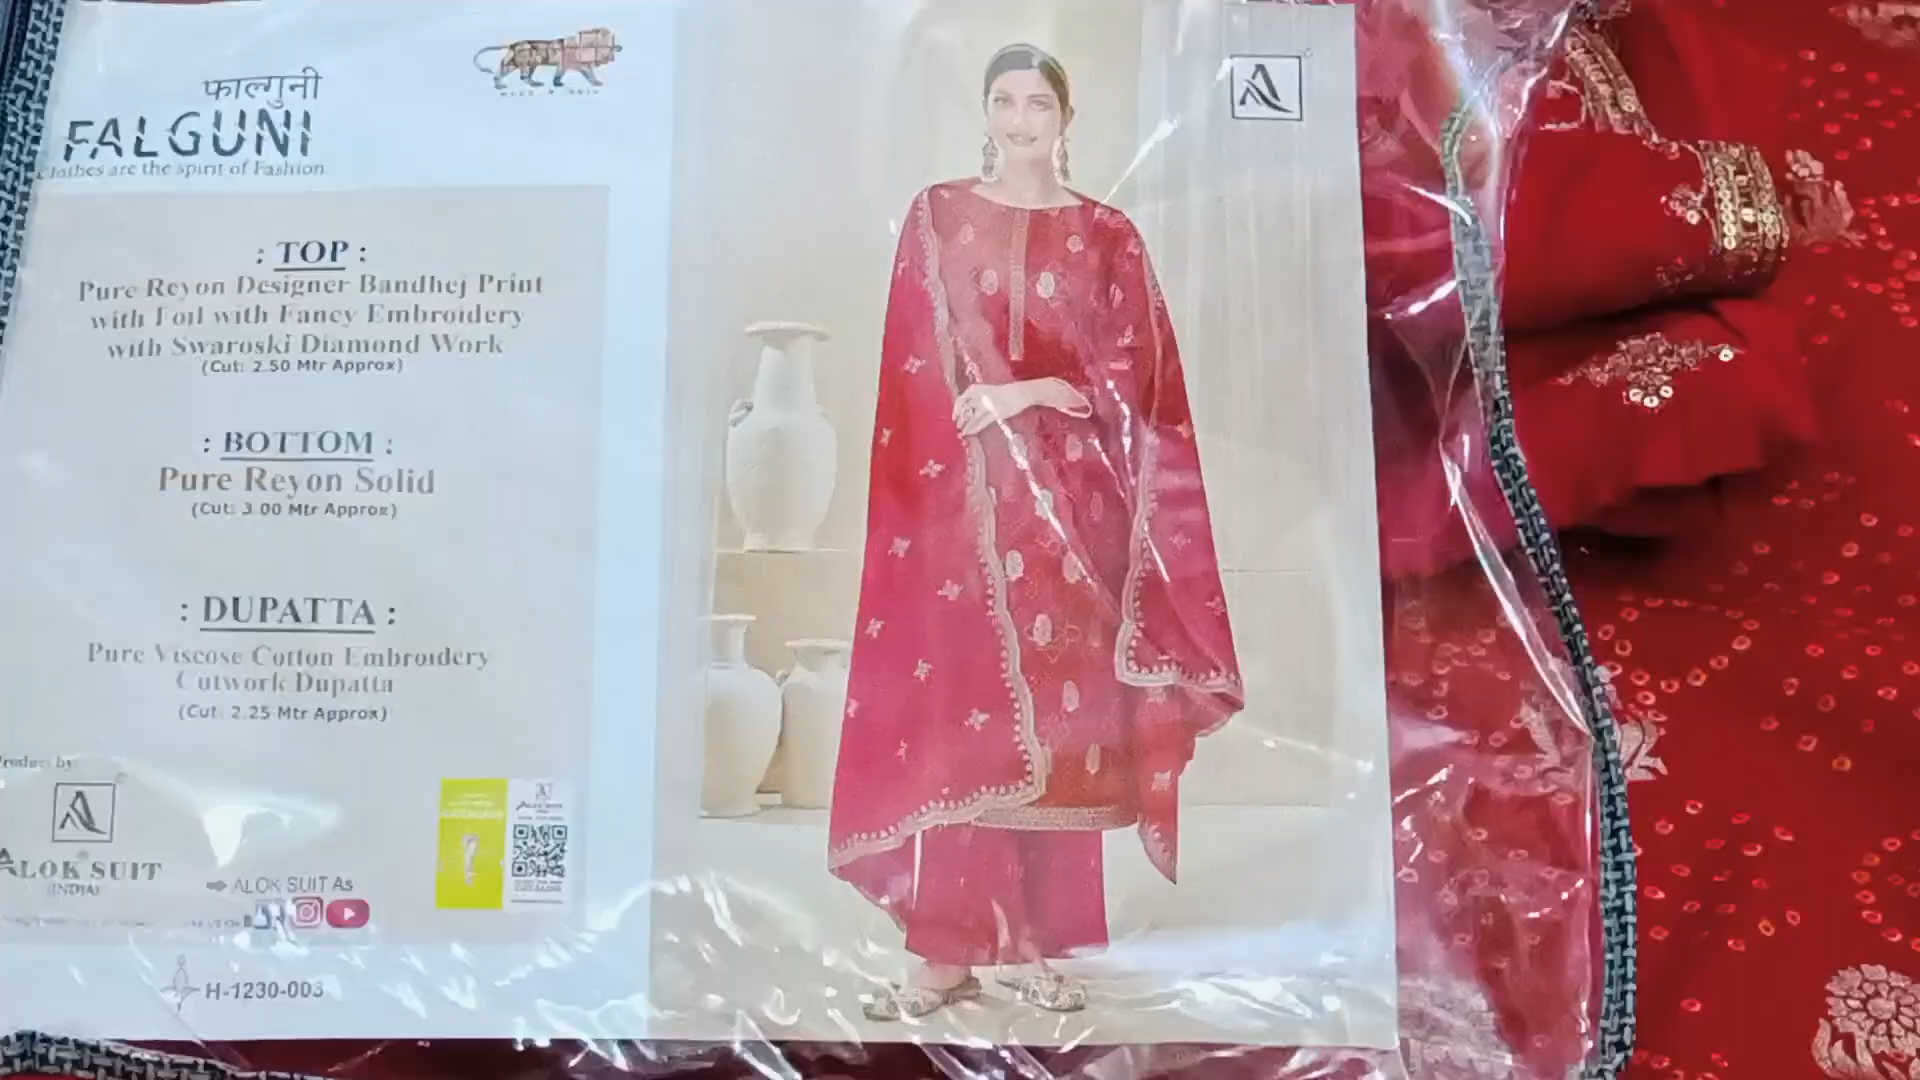 फाल्गुनी
FALGUNI
Clothes are the spirit of Fashion
: TOP :
Pure Reyon Designer Bandhej Print
with Foil with Fancy Embroidery
with Swaroski Diamond Work
(Cut: 2.50 Mtr Approx)
: BOTTOM :
Pure Reyon Solid
(Cut: 3.00 Mtr Approx)
: DUPATTA :
Pure Viscose Cotton Embroidery
Cutwork Dupatta
(Cut: 2.25 Mtr Approx)
Product by
ALOK® SUIT
(INDIA)
ALOK SUIT As
H-1230-003